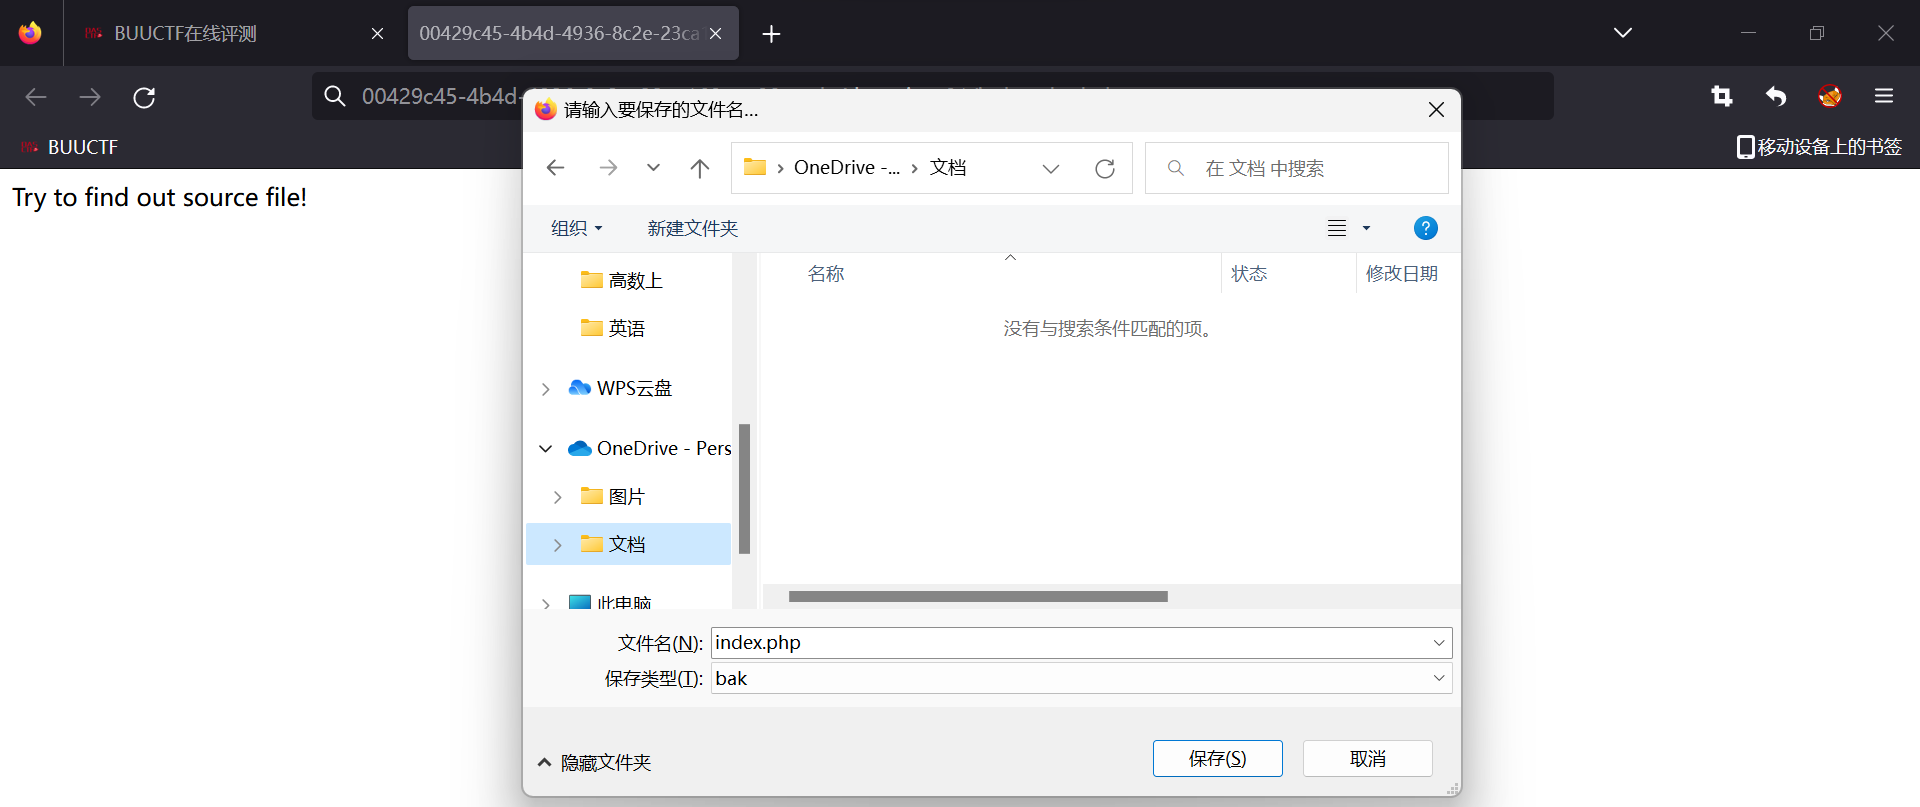 BUUCTF在线评测
00429c45-4b4d-4936-8c2e-23ca
00429c45-4b4d-
BUUCTF
移动设备上的书签
Try to find out source file!
请输入要保存的文件名...
OneDrive -... 文档
在 文档 中搜索
组织 新建文件夹
?
名称 状态 修改日期
没有与搜索条件匹配的项。
高数上
英语
WPS云盘
OneDrive - Pers
图片
文档
此电脑
文件名(N): index.php
保存类型(T): bak
隐藏文件夹
保存(S) 取消